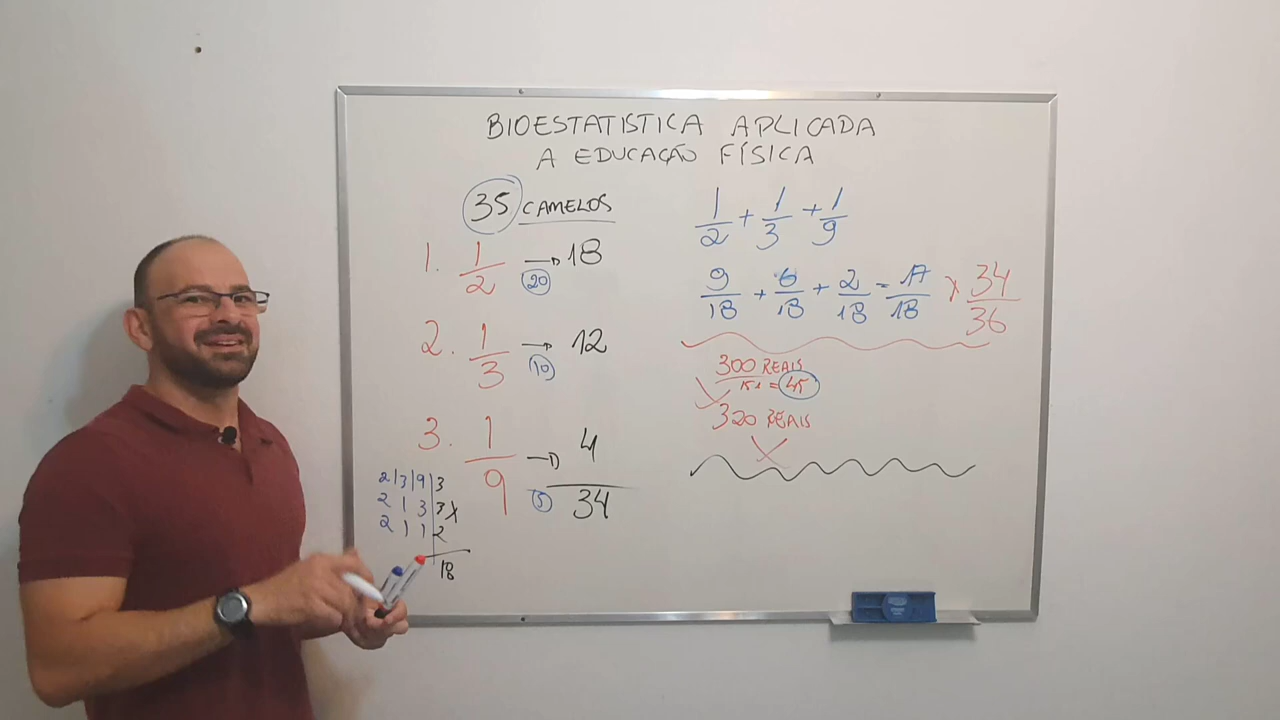 BIOESTATISTICA APLICADA
A EDUCAÇÃO FÍSICA
35 CAMELOS
1. 1/2 → 18
20
2. 1/3 → 12
10
3. 1/9 → 4
5
34
2|3|9|3
2 1 3|3 x
2 1 1|2
18
1/2 + 1/3 + 1/9
9/18 + 6/18 + 2/18 = 17/18 x 34/36
300 REAIS
= 45
320 REAIS